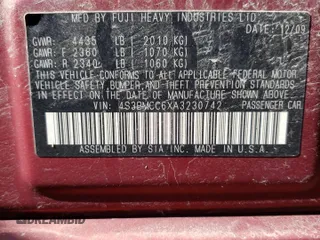 MFD BY FUJI HEAVY INDUSTRIES LTD.
DATE: 12/09
GVWR: 4435 LB( 2010 KG)
GAWR: F 2360 LB( 1070 KG)
GAWR: R 2340 LB( 1060 KG)
THIS VEHICLE CONFORMS TO ALL APPLICABLE
FEDERAL MOTOR VEHICLE SAFETY, BUMPER,
AND THEFT PREVENTION STANDARDS
IN EFFECT ON THE DATE OF
MANUFACTURE SHOWN ABOVE.
VIN: 4S3BMCC6XA3230742 PASSENGER CAR
ASSEMBLED BY SIA, INC. MADE IN U.S.A.
DREAMBID